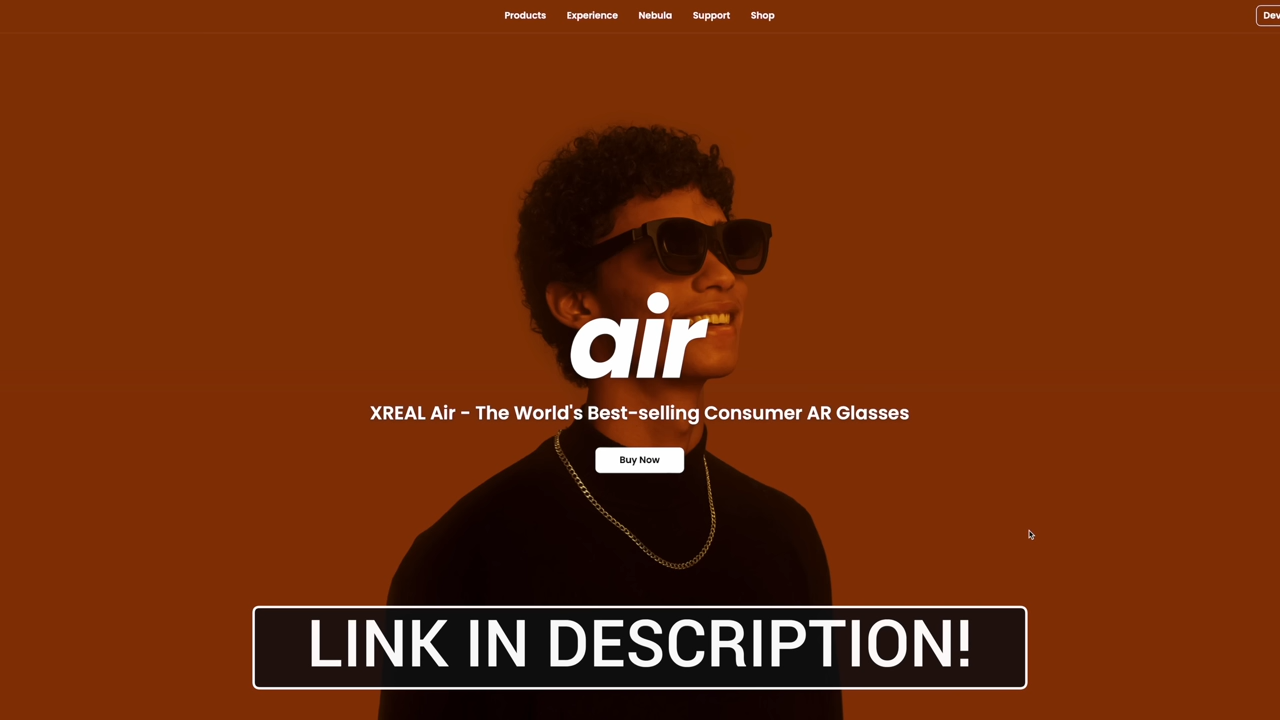 Products Experience Nebula Support Shop
air
XREAL Air - The World's Best-selling Consumer AR Glasses
Buy Now
LINK IN DESCRIPTION!